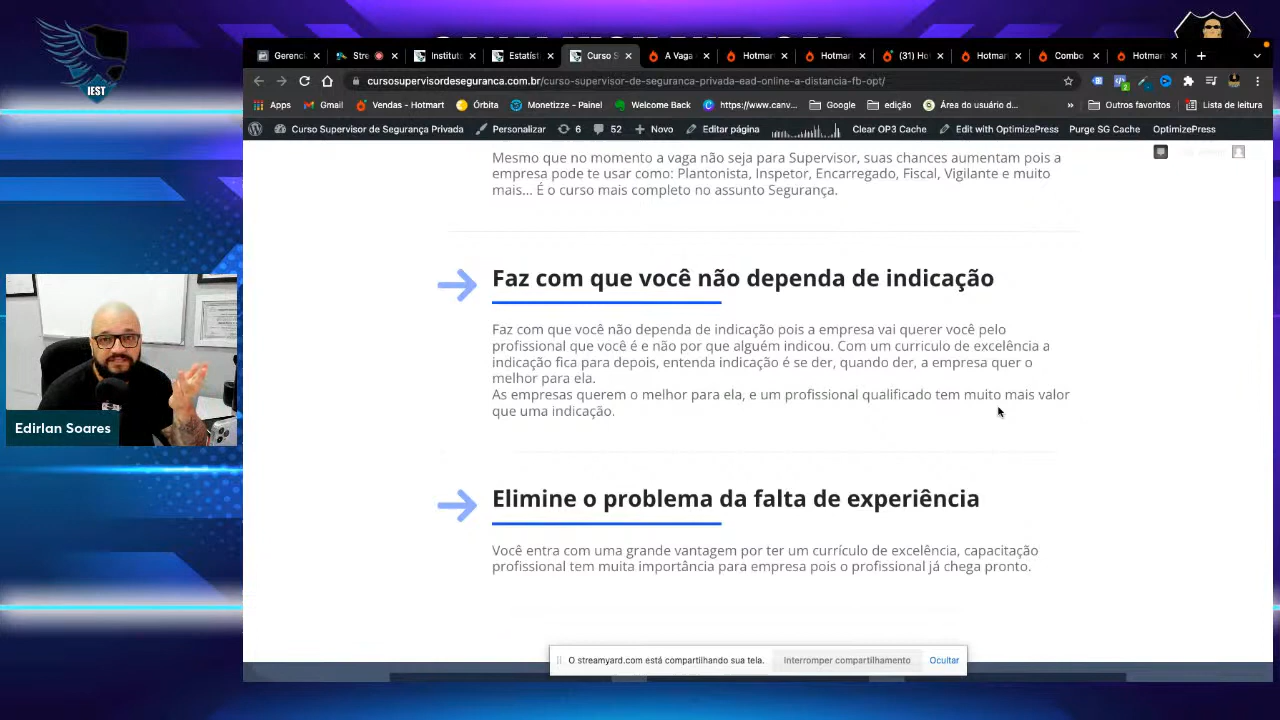 IEST
Gerenci
Stre
Institut
Estatíst
Curso S
A Vaga
Hotmar
Hotmar
(31) Ho
Hotmar
Combo
Hotmar
cursosupervisordeseguranca.com.br/curso-supervisor-de-seguranca-privada-ead-online-a-distancia-fb-opt/
Apps Gmail Vendas - Hotmart Órbita Monetizze - Painel Welcome Back https://www.canv... Google edição Área do usuário d... » Outros favoritos Lista de leitura
Curso Supervisor de Segurança Privada Personalizar 6 52 Novo Editar página Clear OP3 Cache Edit with OptimizePress Purge SG Cache OptimizePress
Mesmo que no momento a vaga não seja para Supervisor, suas chances aumentam pois a
empresa pode te usar como: Plantonista, Inspetor, Encarregado, Fiscal, Vigilante e muito
mais... É o curso mais completo no assunto Segurança.
Faz com que você não dependa de indicação
Faz com que você não dependa de indicação pois a empresa vai querer você pelo
profissional que você é e não por que alguém indicou. Com um curriculo de excelência a
indicação fica para depois, entenda indicação é se der, quando der, a empresa quer o
melhor para ela.
As empresas querem o melhor para ela, e um profissional qualificado tem muito mais valor
que uma indicação.
Edirlan Soares
Elimine o problema da falta de experiência
Você entra com uma grande vantagem por ter um currículo de excelência, capacitação
profissional tem muita importância para empresa pois o profissional já chega pronto.
O streamyard.com está compartilhando sua tela. Interromper compartilhamento Ocultar